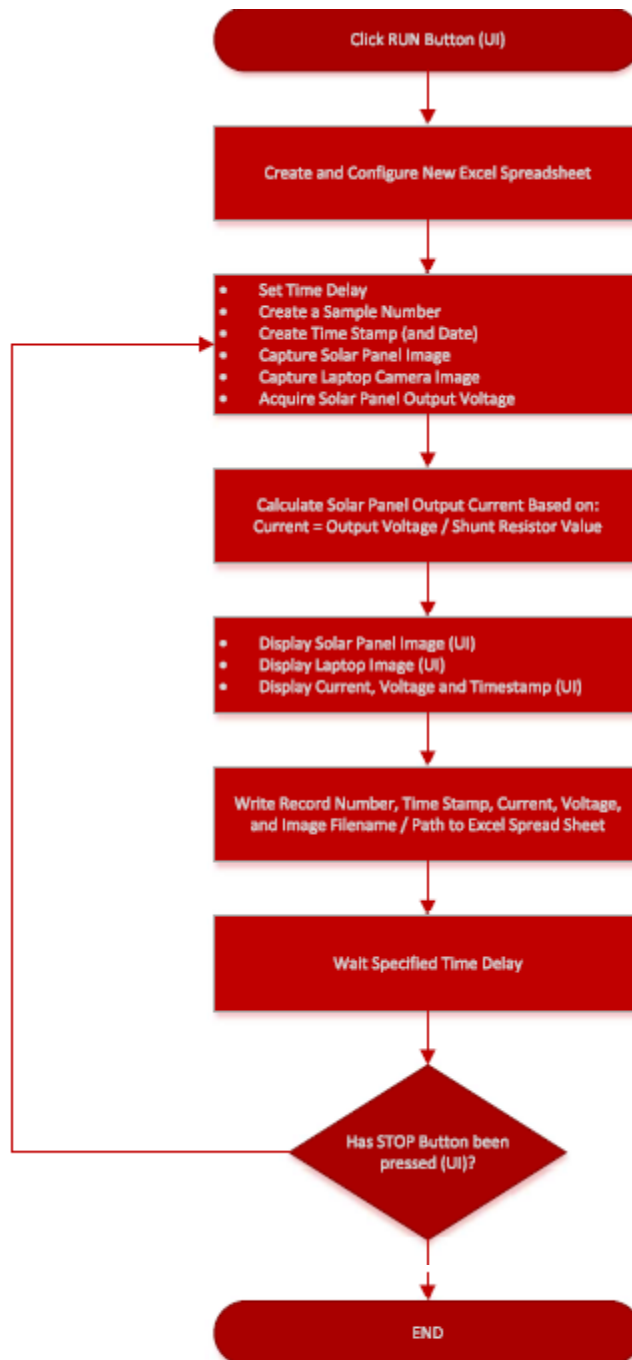 Click RUN Button (UI)
Create and Configure New Excel Spreadsheet
• Set Time Delay
• Create a Sample Number
• Create Time Stamp (and Date)
• Capture Solar Panel Image
• Capture Laptop Camera Image
• Acquire Solar Panel Output Voltage
Calculate Solar Panel Output Current Based on:
Current = Output Voltage / Shunt Resistor Value
• Display Solar Panel Image (UI)
• Display Laptop Image (UI)
• Display Current, Voltage and Timestamp (UI)
Write Record Number, Time Stamp, Current, Voltage,
and Image Filename / Path to Excel Spread Sheet
Wait Specified Time Delay
Has STOP Button been
pressed (UI)?
END